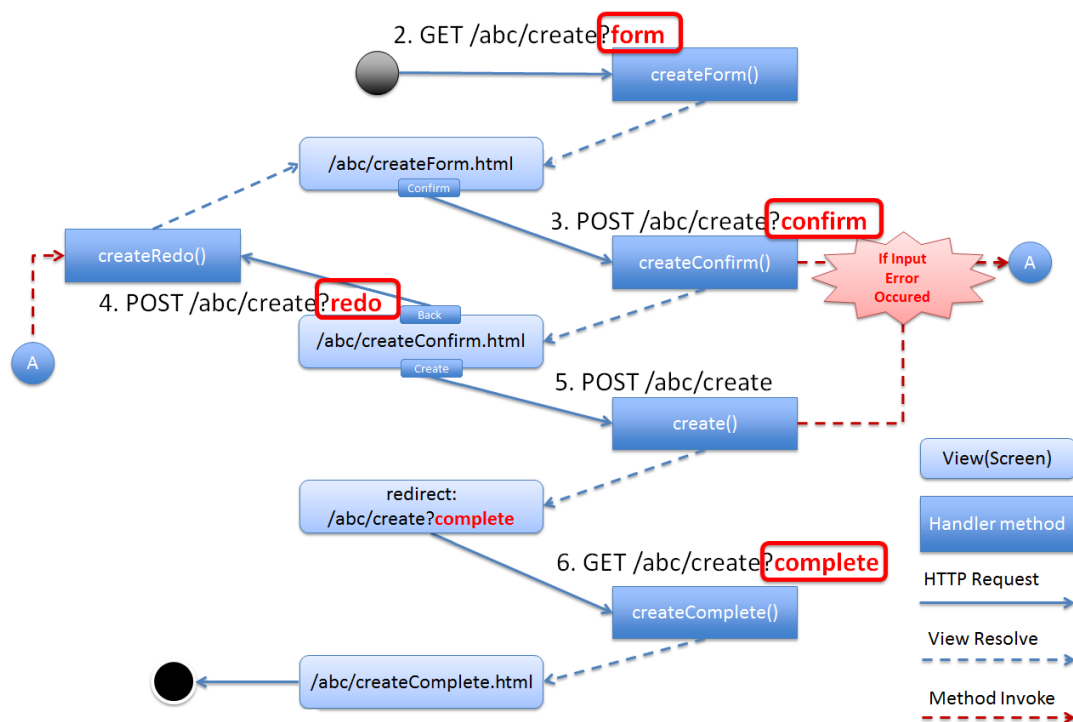 2. GET /abc/create?form
createForm()
/abc/createForm.html
Confirm
3. POST /abc/create?confirm
createRedo()
createConfirm()
If Input
Error
Occured
A
4. POST /abc/create?redo
Back
/abc/createConfirm.html
A
Create
5. POST /abc/create
create()
View(Screen)
redirect:
/abc/create?complete
Handler method
6. GET /abc/create?complete
HTTP Request
createComplete()
View Resolve
/abc/createComplete.html
Method Invoke